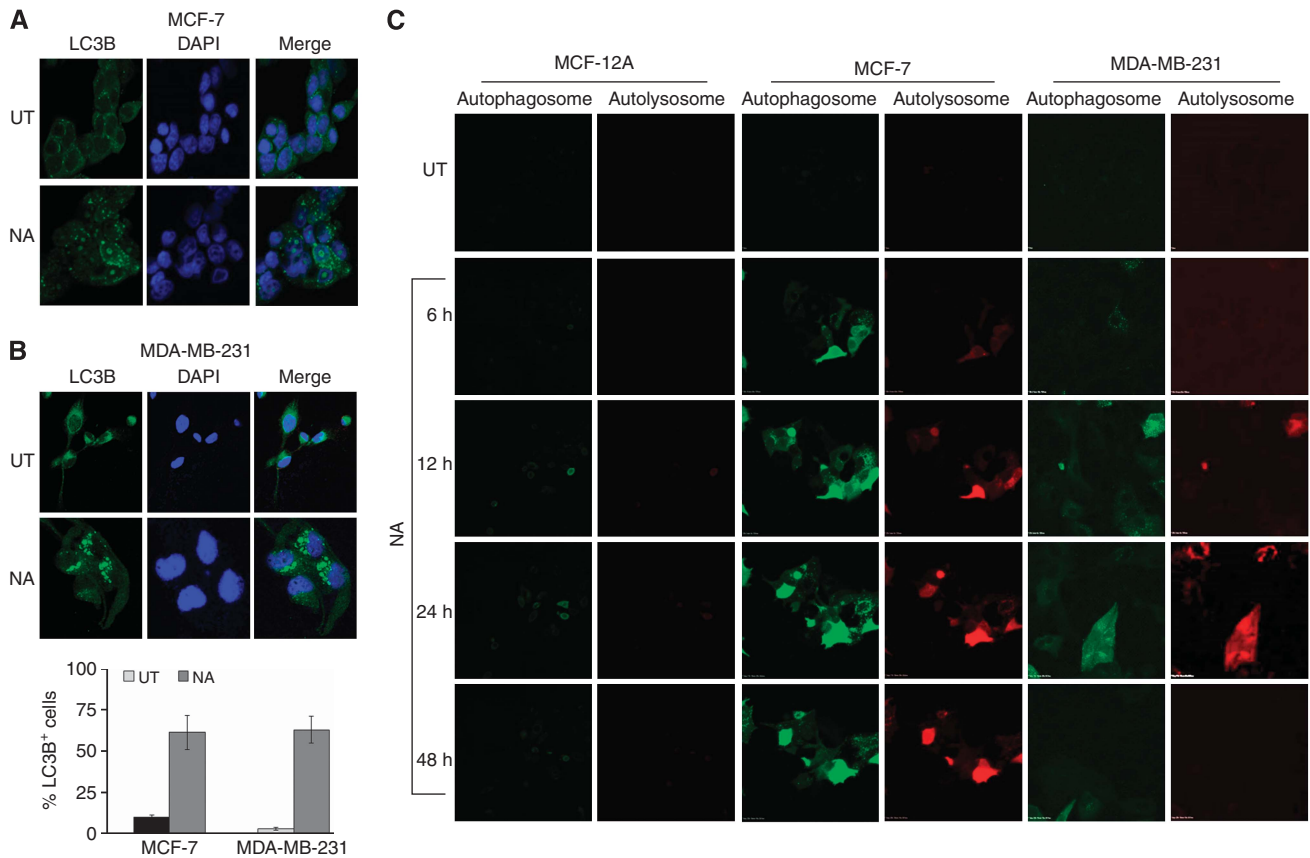 A
MCF-7
LC3B DAPI Merge
UT
NA
B
MDA-MB-231
LC3B DAPI Merge
UT
NA
100
75
50
25
0
% LC3B+ cells
UT NA
MCF-7 MDA-MB-231
C
MCF-12A MCF-7 MDA-MB-231
Autophagosome Autolysosome Autophagosome Autolysosome Autophagosome Autolysosome
UT
NA
6 h
12 h
24 h
48 h